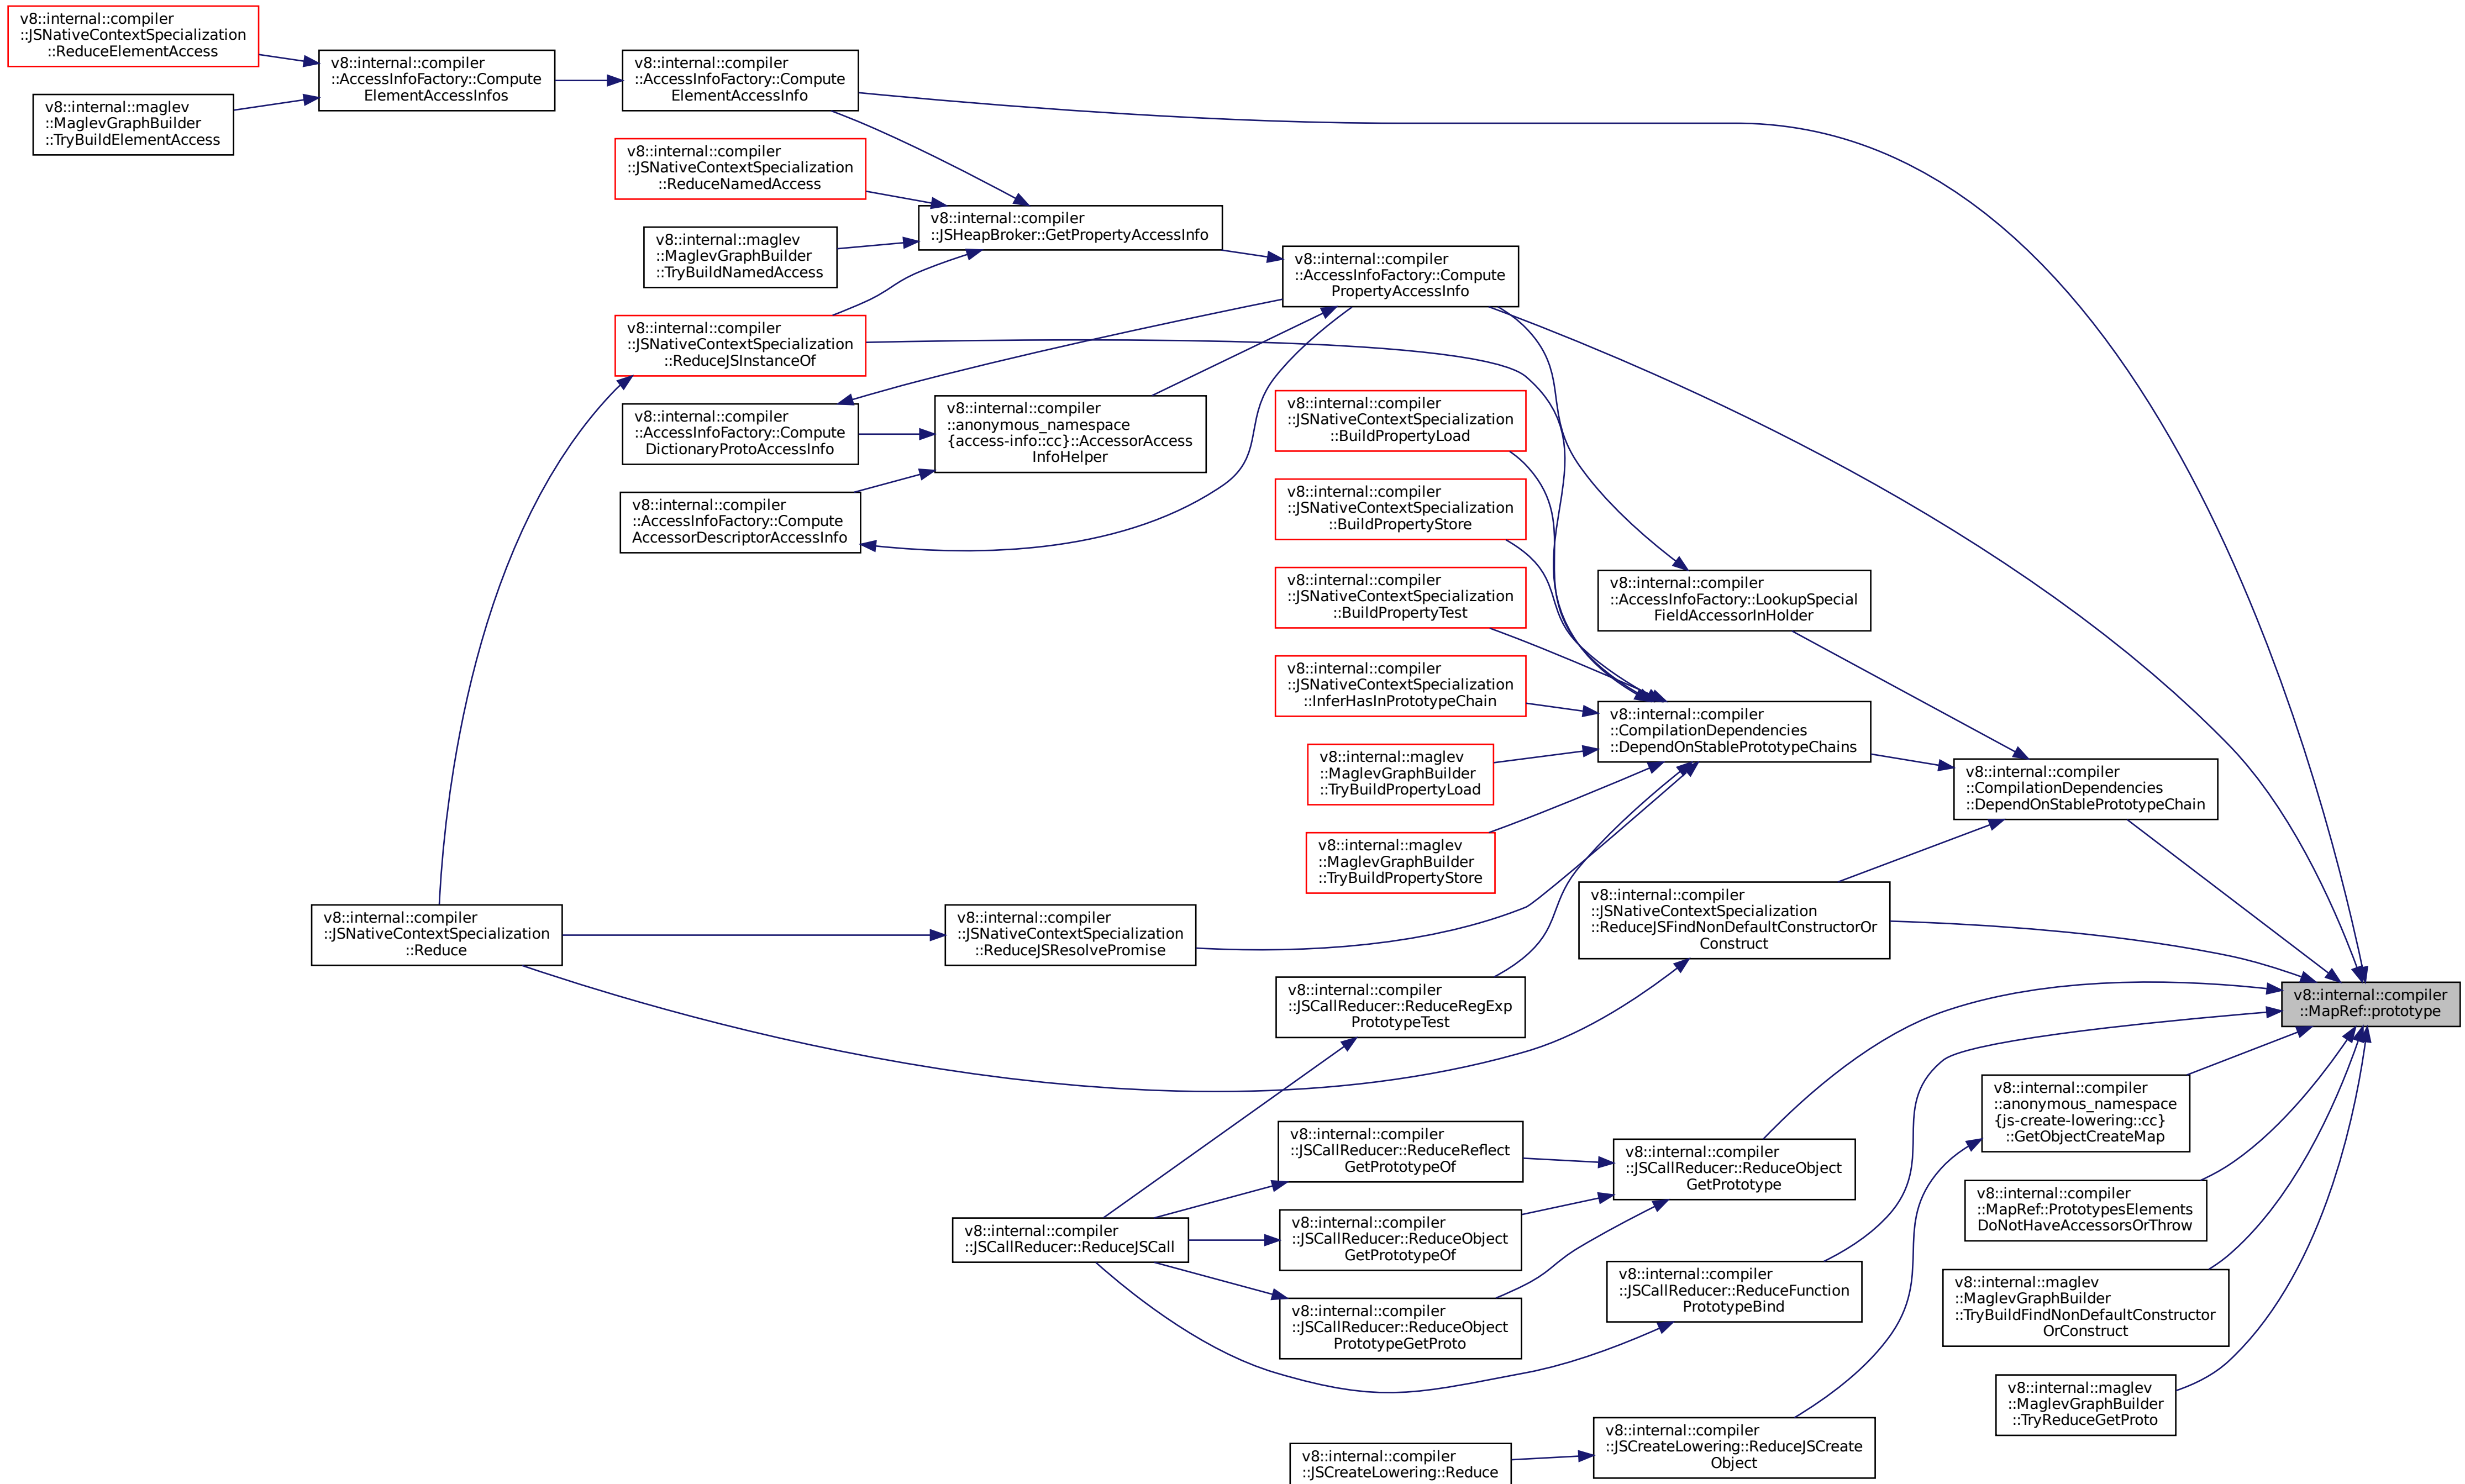 v8::internal::compiler
::JSNativeContextSpecialization
::ReduceElementAccess
v8::internal::maglev
::MaglevGraphBuilder
::TryBuildElementAccess
v8::internal::compiler
::AccessInfoFactory::Compute
ElementAccessInfos
v8::internal::compiler
::AccessInfoFactory::Compute
ElementAccessInfo
v8::internal::compiler
::JSNativeContextSpecialization
::ReduceNamedAccess
v8::internal::maglev
::MaglevGraphBuilder
::TryBuildNamedAccess
v8::internal::compiler
::JSHeapBroker::GetPropertyAccessInfo
v8::internal::compiler
::AccessInfoFactory::Compute
PropertyAccessInfo
v8::internal::compiler
::JSNativeContextSpecialization
::ReduceJSInstanceOf
v8::internal::compiler
::AccessInfoFactory::Compute
DictionaryProtoAccessInfo
v8::internal::compiler
::anonymous_namespace
{access-info::cc}::AccessorAccess
InfoHelper
v8::internal::compiler
::AccessInfoFactory::Compute
AccessorDescriptorAccessInfo
v8::internal::compiler
::JSNativeContextSpecialization
::BuildPropertyLoad
v8::internal::compiler
::JSNativeContextSpecialization
::BuildPropertyStore
v8::internal::compiler
::JSNativeContextSpecialization
::BuildPropertyTest
v8::internal::compiler
::AccessInfoFactory::LookupSpecial
FieldAccessorInHolder
v8::internal::compiler
::JSNativeContextSpecialization
::InferHasInPrototypeChain
v8::internal::compiler
::CompilationDependencies
::DependOnStablePrototypeChains
v8::internal::maglev
::MaglevGraphBuilder
::TryBuildPropertyLoad
v8::internal::compiler
::CompilationDependencies
::DependOnStablePrototypeChain
v8::internal::maglev
::MaglevGraphBuilder
::TryBuildPropertyStore
v8::internal::compiler
::JSNativeContextSpecialization
::ReduceJSFindNonDefaultConstructorOr
Construct
v8::internal::compiler
::JSNativeContextSpecialization
::Reduce
v8::internal::compiler
::JSNativeContextSpecialization
::ReduceJSResolvePromise
v8::internal::compiler
::JSCallReducer::ReduceRegExp
PrototypeTest
v8::internal::compiler
::MapRef::prototype
v8::internal::compiler
::anonymous_namespace
{js-create-lowering::cc}
::GetObjectCreateMap
v8::internal::compiler
::JSCallReducer::ReduceReflect
GetPrototypeOf
v8::internal::compiler
::JSCallReducer::ReduceObject
GetPrototype
v8::internal::compiler
::MapRef::PrototypesElements
DoNotHaveAccessorsOrThrow
v8::internal::compiler
::JSCallReducer::ReduceJSCall
v8::internal::compiler
::JSCallReducer::ReduceObject
GetPrototypeOf
v8::internal::compiler
::JSCallReducer::ReduceFunction
PrototypeBind
v8::internal::maglev
::MaglevGraphBuilder
::TryBuildFindNonDefaultConstructor
OrConstruct
v8::internal::compiler
::JSCallReducer::ReduceObject
PrototypeGetProto
v8::internal::maglev
::MaglevGraphBuilder
::TryReduceGetProto
v8::internal::compiler
::JSCreateLowering::ReduceJSCreate
Object
v8::internal::compiler
::JSCreateLowering::Reduce